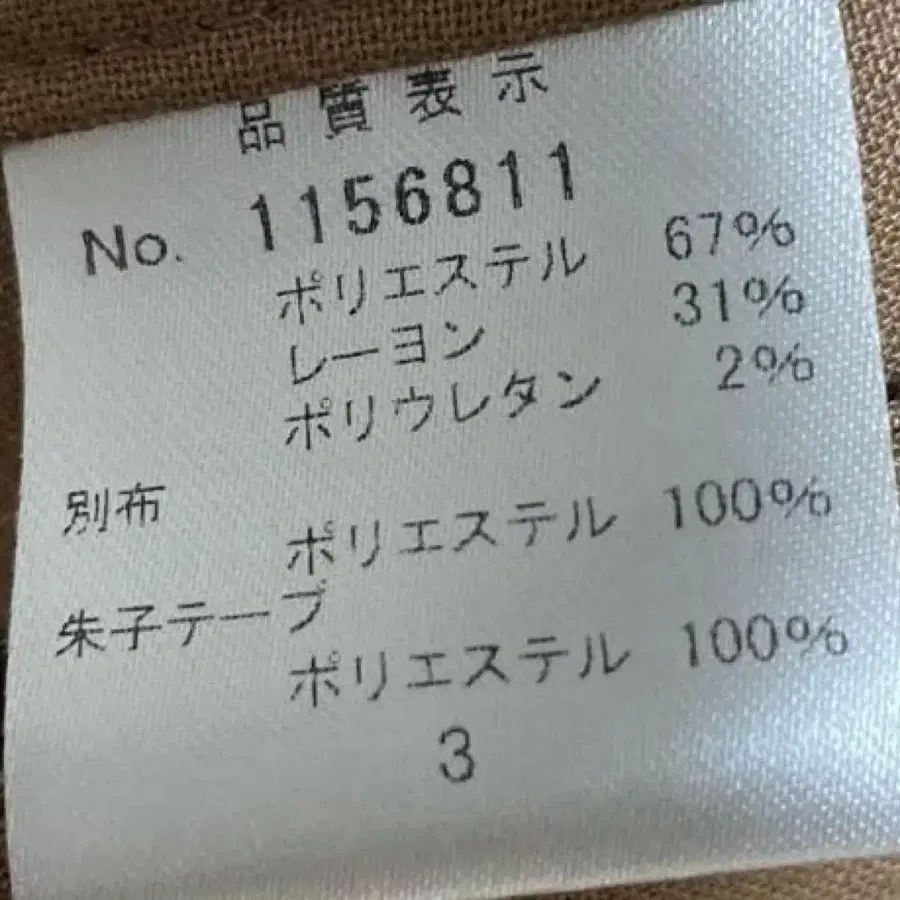 品質表示
No. 1156811
ポリエステル 67%
レーヨン 31%
ポリウレタン 2%
別布
ポリエステル 100%
朱子テープ
ポリエステル 100%
3